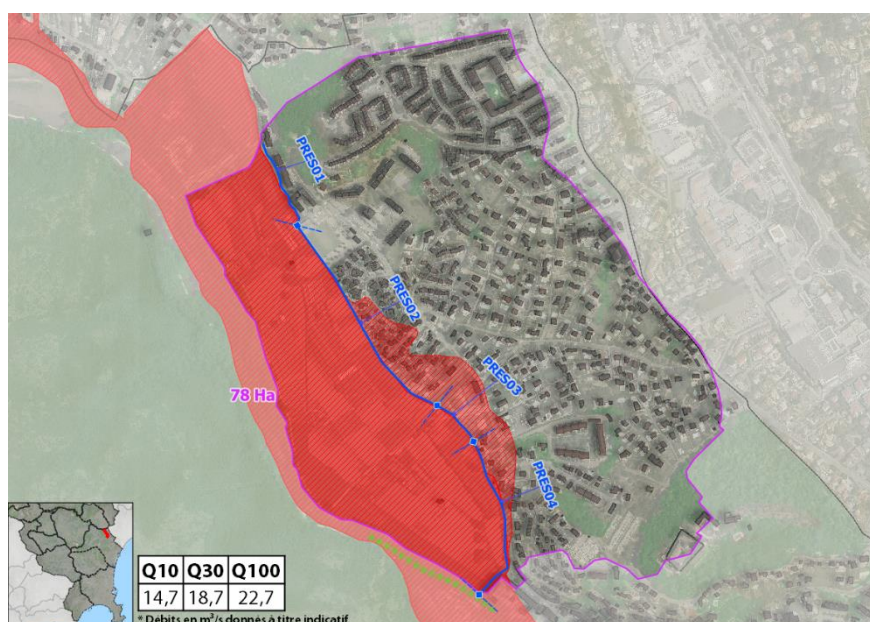 PRES01
PRES02
PRES03
78 Ha
PRES04
Q10 Q30 Q100
14,7 18,7 22,7
* Débits en m³/s donnés à titre indicatif